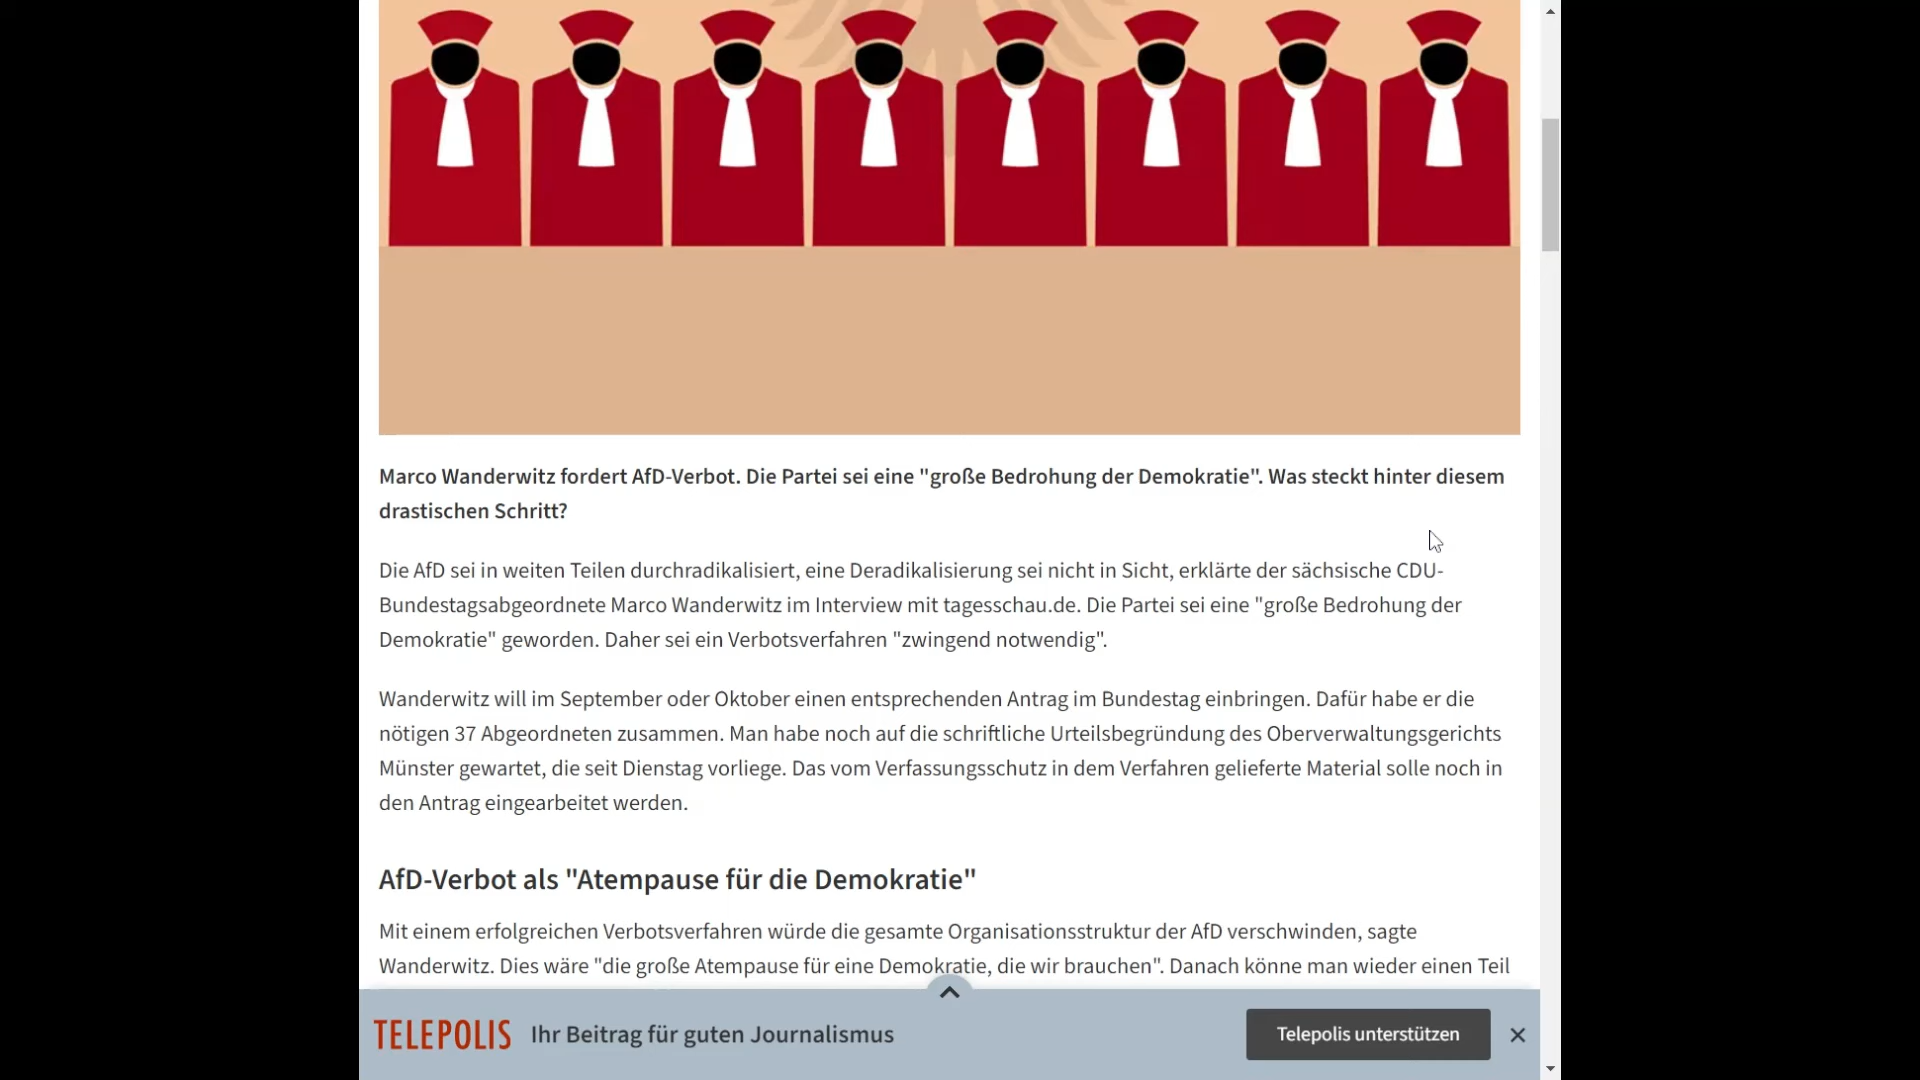 Marco Wanderwitz fordert AfD-Verbot. Die Partei sei eine "große Bedrohung der Demokratie". Was steckt hinter diesem
drastischen Schritt?
Die AfD sei in weiten Teilen durchradikalisiert, eine Deradikalisierung sei nicht in Sicht, erklärte der sächsische CDU-
Bundestagsabgeordnete Marco Wanderwitz im Interview mit tagesschau.de. Die Partei sei eine "große Bedrohung der
Demokratie" geworden. Daher sei ein Verbotsverfahren "zwingend notwendig".
Wanderwitz will im September oder Oktober einen entsprechenden Antrag im Bundestag einbringen. Dafür habe er die
nötigen 37 Abgeordneten zusammen. Man habe noch auf die schriftliche Urteilsbegründung des Oberverwaltungsgerichts
Münster gewartet, die seit Dienstag vorliege. Das vom Verfassungsschutz in dem Verfahren gelieferte Material solle noch in
den Antrag eingearbeitet werden.
AfD-Verbot als "Atempause für die Demokratie"
Mit einem erfolgreichen Verbotsverfahren würde die gesamte Organisationsstruktur der AfD verschwinden, sagte
Wanderwitz. Dies wäre "die große Atempause für eine Demokratie, die wir brauchen". Danach könne man wieder einen Teil
TELEPOLIS Ihr Beitrag für guten Journalismus Telepolis unterstützen